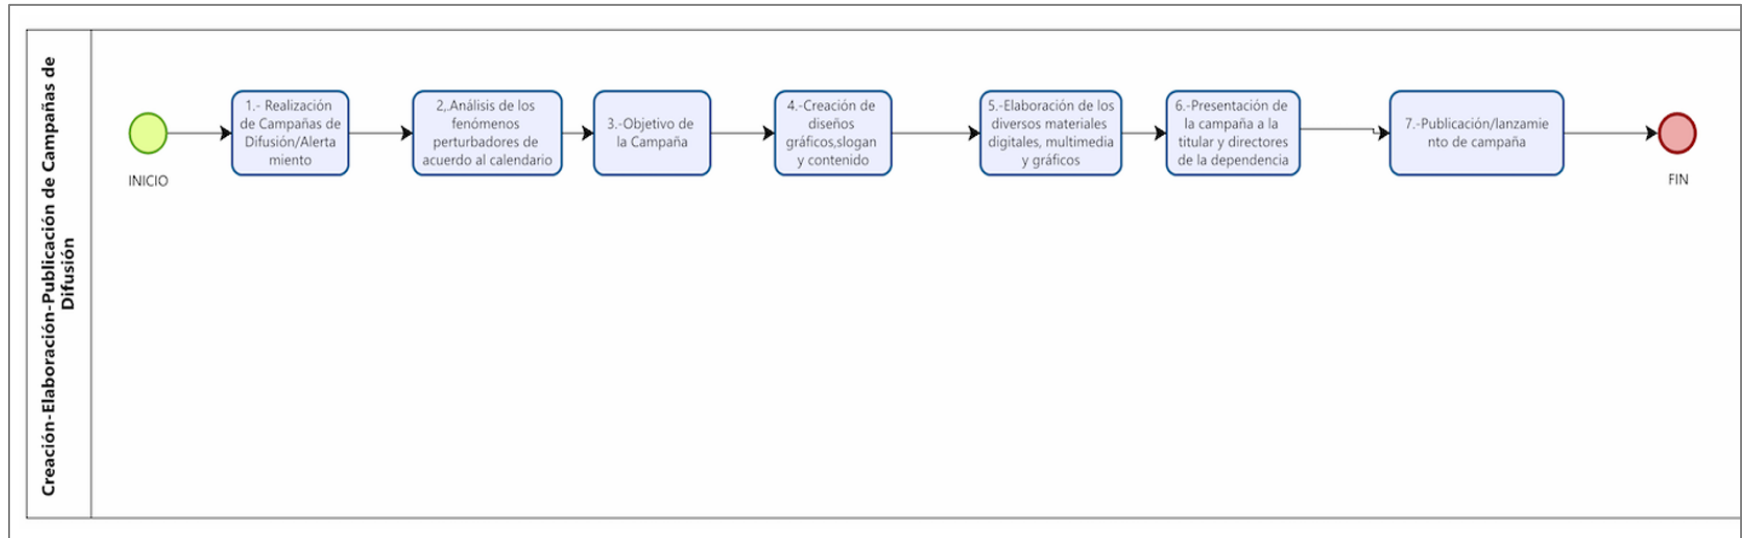 Creación-Elaboración-Publicación de Campañas de
Difusión
INICIO
1.- Realización
de Campañas de
Difusión/Alerta
miento
2,.Análisis de los
fenómenos
perturbadores de
acuerdo al calendario
3.-Objetivo de
la Campaña
4.-Creación de
diseños
gráficos,slogan
y contenido
5.-Elaboración de los
diversos materiales
digitales, multimedia
y gráficos
6.-Presentación de
la campaña a la
titular y directores
de la dependencia
7.-Publicación/lanzamie
nto de campaña
FIN